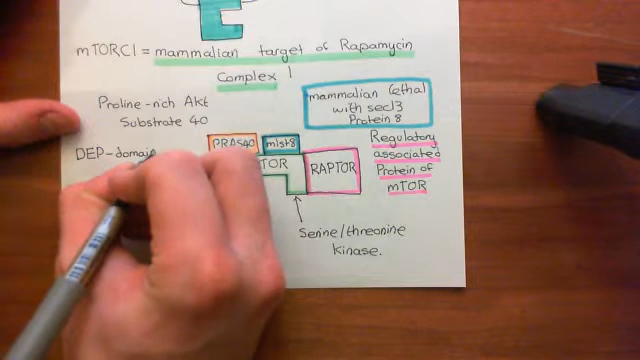 E
mTORC1 = mammalian target of Rapamycin
Complex 1
Proline-rich Akt
Substrate 40
mammalian lethal
with sec13
Protein 8
DEP-domain
PRAS40
mlst8
TOR
RAPTOR
Regulatory
associated
Protein of
mTOR
Serine/threonine
kinase.